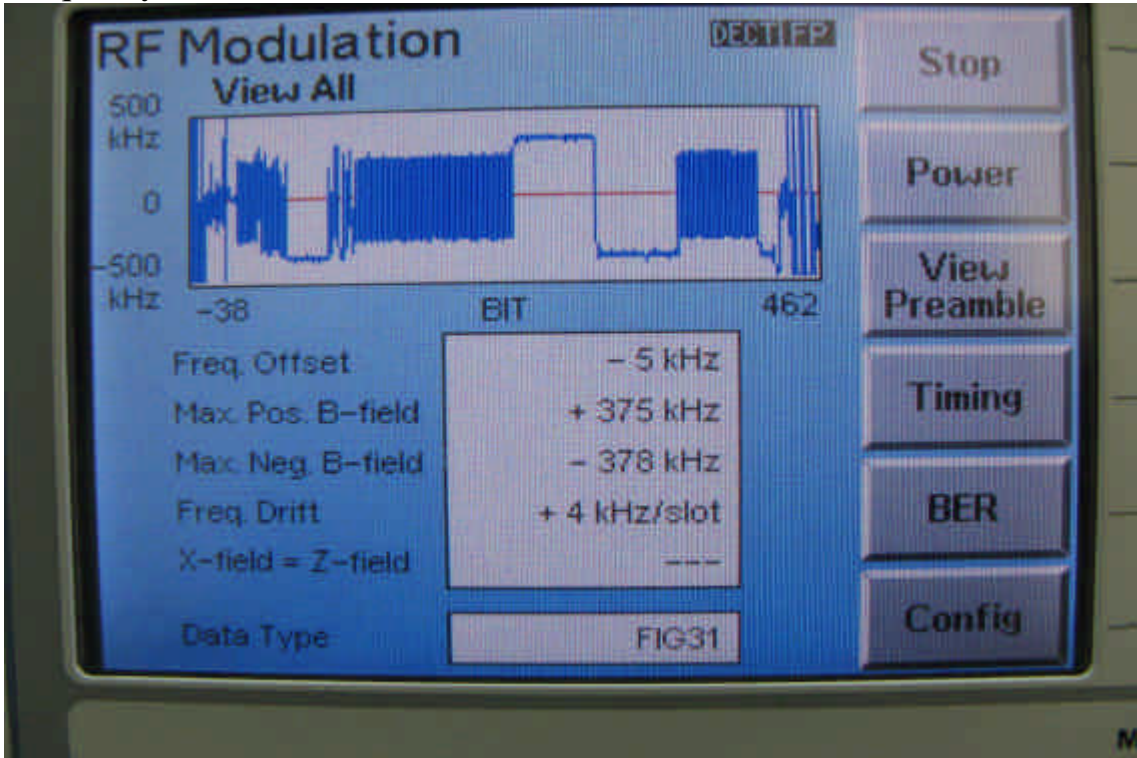 RF Modulation DECT FP
View All
500
kHz
0
-500
kHz
-38 BIT 462
Freq. Offset - 5 kHz
Max. Pos. B-field + 375 kHz
Max. Neg. B-field - 378 kHz
Freq. Drift + 4 kHz/slot
X-field = Z-field ---
Data Type FIG31
Stop
Power
View
Preamble
Timing
BER
Config
M